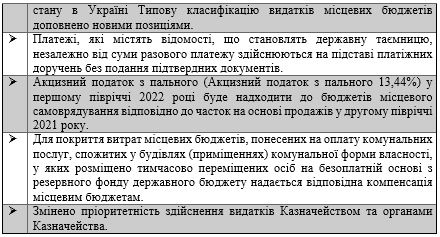 стану в Україні Типову класифікацію видатків місцевих бюджетів
доповнено новими позиціями.
➢ Платежі, які містять відомості, що становлять державну таємницю,
незалежно від суми разового платежу здійснюються на підставі платіжних
доручень без подання підтвердних документів.
➢ Акцизний податок з пального (Акцизний податок з пального 13,44%) у
першому півріччі 2022 році буде надходити до бюджетів місцевого
самоврядування відповідно до часток на основі продажів у другому півріччі
2021 року.
➢ Для покриття витрат місцевих бюджетів, понесених на оплату комунальних
послуг, спожитих у будівлях (приміщеннях) комунальної форми власності,
у яких розміщено тимчасово переміщених осіб на безоплатній основі з
резервного фонду державного бюджету надається відповідна компенсація
місцевим бюджетам.
➢ Змінено пріоритетність здійснення видатків Казначейством та органами
Казначейства.